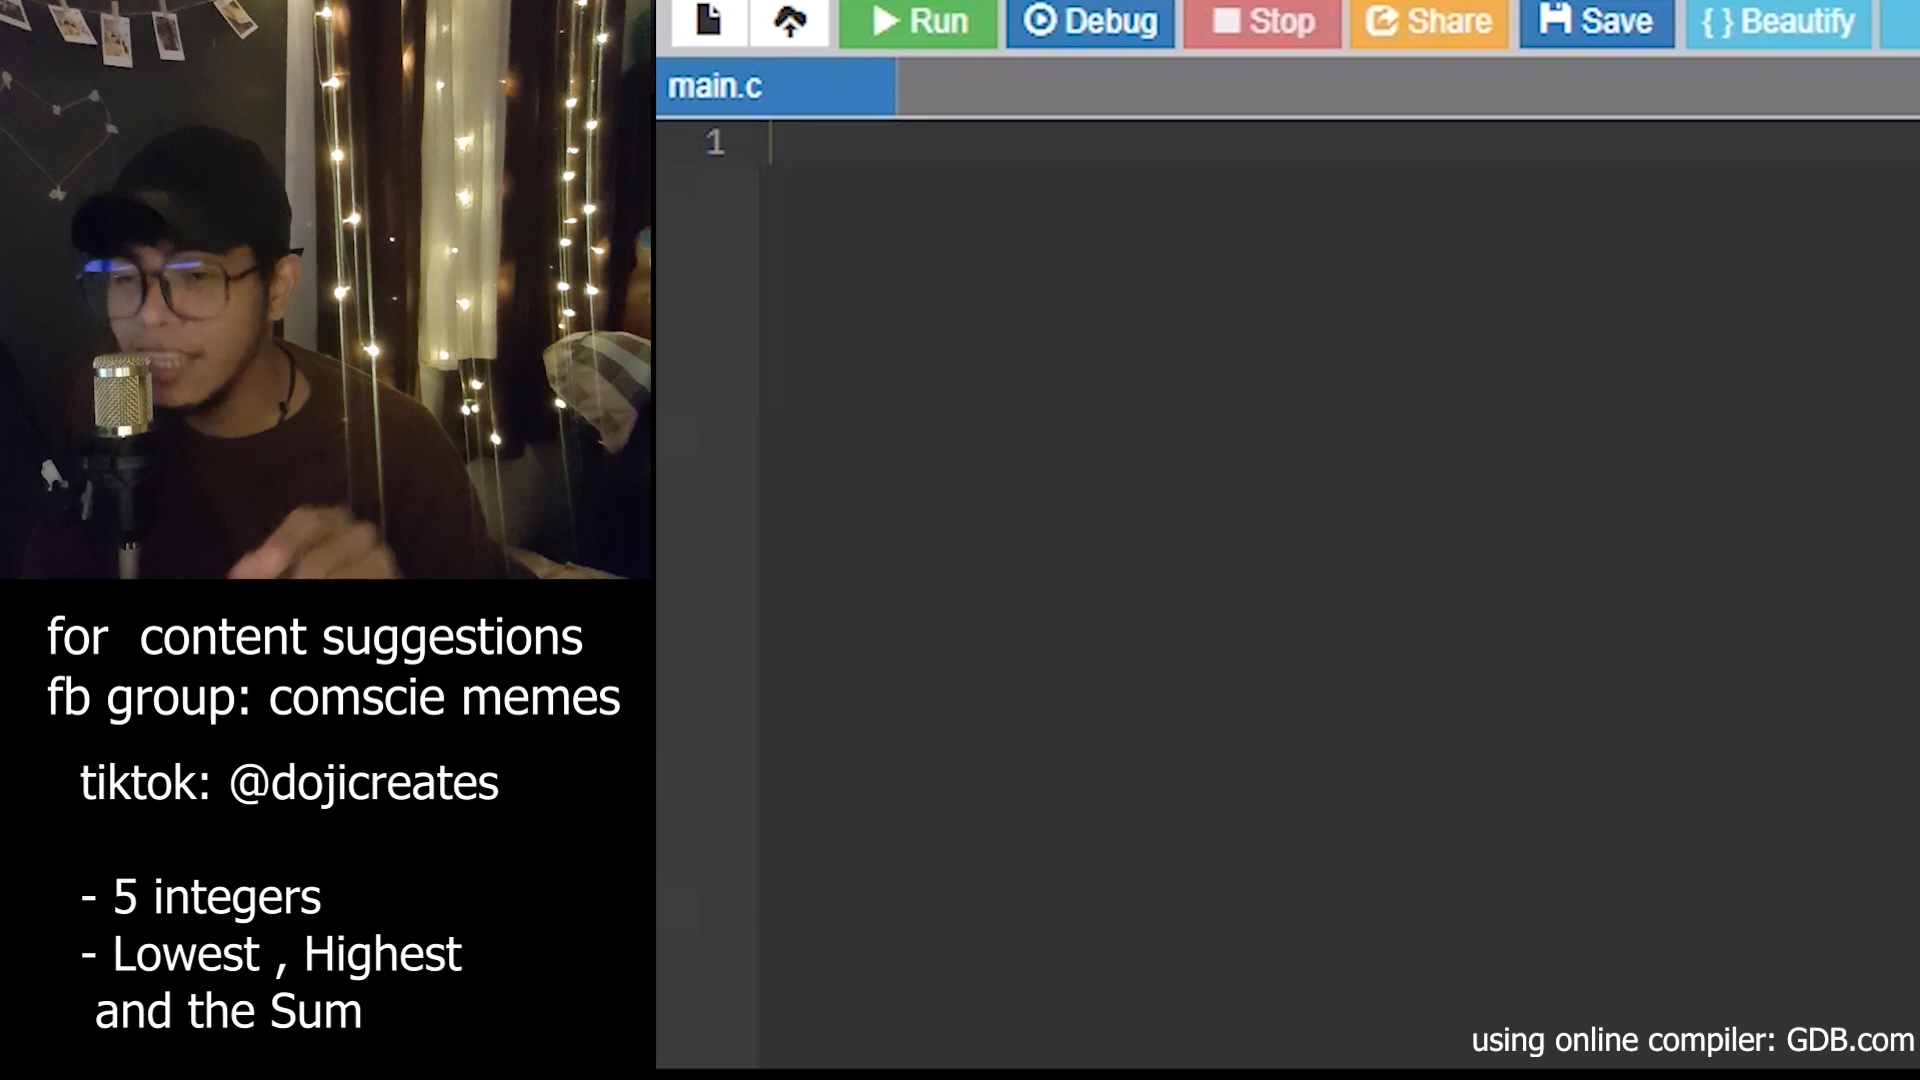 Run Debug Stop Share Save { } Beautify
main.c
1
for content suggestions
fb group: comscie memes
tiktok: @dojicreates
- 5 integers
- Lowest , Highest
and the Sum
using online compiler: GDB.com